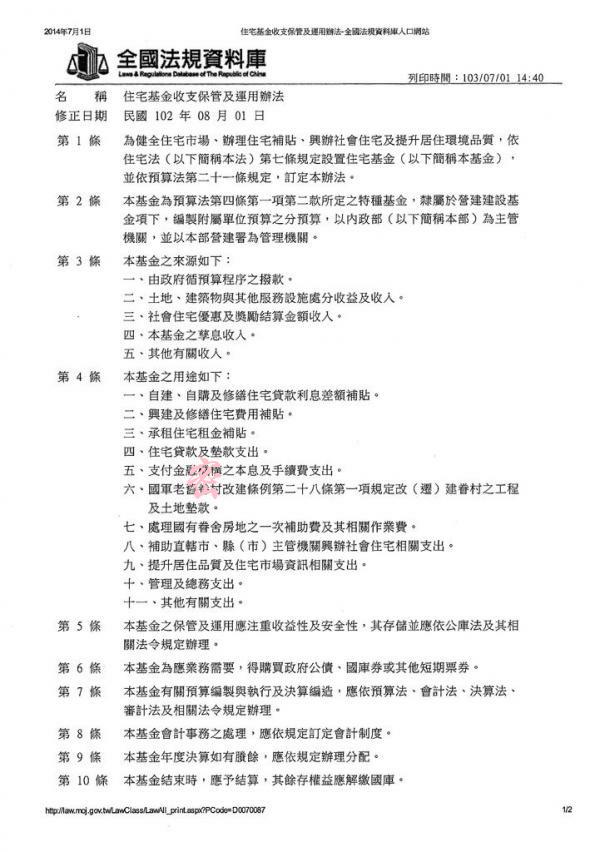 2014年7月1日 住宅基金收支保管及運用辦法-全國法規資料庫入口網站
全國法規資料庫
Laws & Regulations Database of The Republic of China
列印時間：103/07/01 14:40
名 稱 住宅基金收支保管及運用辦法
修正日期 民國 102 年 08 月 01 日
第 1 條 為健全住宅市場、辦理住宅補貼、興辦社會住宅及提升居住環境品質，依
住宅法（以下簡稱本法）第七條規定設置住宅基金（以下簡稱本基金），
並依預算法第二十一條規定，訂定本辦法。
第 2 條 本基金為預算法第四條第一項第二款所定之特種基金，隸屬於營建建設基
金項下，編製附屬單位預算之分預算，以內政部（以下簡稱本部）為主管
機關，並以本部營建署為管理機關。
第 3 條 本基金之來源如下：
一、由政府循預算程序之撥款。
二、土地、建築物與其他服務設施處分收益及收入。
三、社會住宅優惠及獎勵結算金額收入。
四、本基金之孳息收入。
五、其他有關收入。
第 4 條 本基金之用途如下：
一、自建、自購及修繕住宅貸款利息差額補貼。
二、興建及修繕住宅費用補貼。
三、承租住宅租金補貼。
四、住宅貸款及墊款支出。
五、支付金融機構之本息及手續費支出。
六、國軍老舊眷村改建條例第二十八條第一項規定改（遷）建眷村之工程
及土地墊款。
七、處理國有眷舍房地之一次補助費及其相關作業費。
八、補助直轄市、縣（市）主管機關興辦社會住宅相關支出。
九、提升居住品質及住宅市場資訊相關支出。
十、管理及總務支出。
十一、其他有關支出。
第 5 條 本基金之保管及運用應注重收益性及安全性，其存儲並應依公庫法及其相
關法令規定辦理。
第 6 條 本基金為應業務需要，得購買政府公債、國庫券或其他短期票券。
第 7 條 本基金有關預算編製與執行及決算編造，應依預算法、會計法、決算法、
審計法及相關法令規定辦理。
第 8 條 本基金會計事務之處理，應依規定訂定會計制度。
第 9 條 本基金年度決算如有賸餘，應依規定辦理分配。
第 10 條 本基金結束時，應予結算，其餘存權益應解繳國庫。
http://law.moj.gov.tw/LawClass/LawAll_print.aspx?PCode=D0070087 1/2